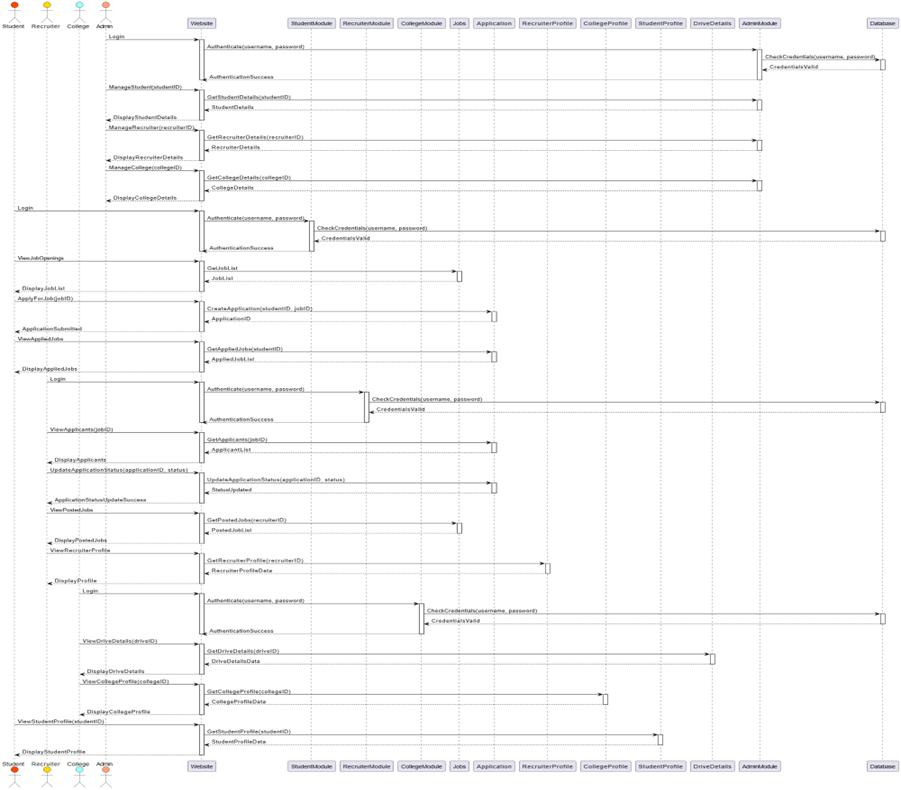 Student Recruiter College Admin Website StudentModule RecruiterModule CollegeModule Jobs Application RecruiterProfile CollegeProfile StudentProfile DriveDetails AdminModule Database
Login
Authenticate(username, password)
CheckCredentials(username, password)
CredentialsValid
AuthenticationSuccess
ManageStudent(studentID)
GetStudentDetails(studentID)
StudentDetails
DisplayStudentDetails
ManageRecruiter(recruiterID)
GetRecruiterDetails(recruiterID)
RecruiterDetails
DisplayRecruiterDetails
ManageCollege(collegeID)
GetCollegeDetails(collegeID)
CollegeDetails
DisplayCollegeDetails
Login
Authenticate(username, password)
CheckCredentials(username, password)
CredentialsValid
AuthenticationSuccess
ViewJobOpenings
GetJobList
JobList
DisplayJobList
ApplyForJob(jobID)
CreateApplication(studentID, jobID)
ApplicationID
ApplicationSubmitted
ViewAppliedJobs
GetAppliedJobs(studentID)
AppliedJobList
DisplayAppliedJobs
Login
Authenticate(username, password)
CheckCredentials(username, password)
CredentialsValid
AuthenticationSuccess
ViewApplicants(jobID)
GetApplicants(jobID)
ApplicantList
DisplayApplicants
UpdateApplicationStatus(applicationID, status)
UpdateApplicationStatus(applicationID, status)
StatusUpdated
ApplicationStatusUpdateSuccess
ViewPostedJobs
GetPostedJobs(recruiterID)
PostedJobList
DisplayPostedJobs
ViewRecruiterProfile
GetRecruiterProfile(recruiterID)
RecruiterProfileData
DisplayProfile
Login
Authenticate(username, password)
CheckCredentials(username, password)
CredentialsValid
AuthenticationSuccess
ViewDriveDetails(driveID)
GetDriveDetails(driveID)
DriveDetailsData
DisplayDriveDetails
ViewCollegeProfile(collegeID)
GetCollegeProfile(collegeID)
CollegeProfileData
DisplayCollegeProfile
ViewStudentProfile(studentID)
GetStudentProfile(studentID)
StudentProfileData
DisplayStudentProfile
Student Recruiter College Admin Website StudentModule RecruiterModule CollegeModule Jobs Application RecruiterProfile CollegeProfile StudentProfile DriveDetails AdminModule Database